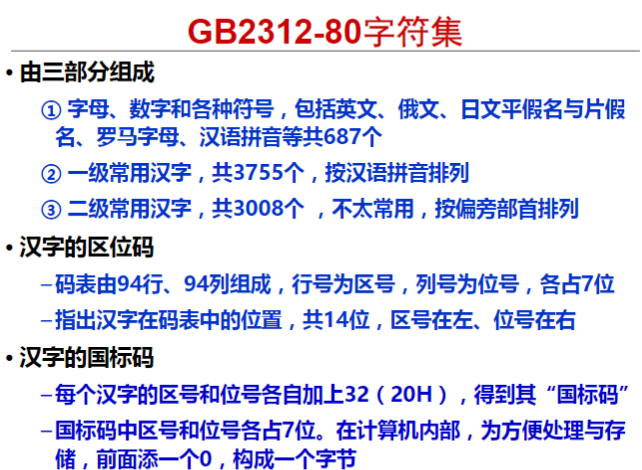 GB2312-80字符集
• 由三部分组成
① 字母、数字和各种符号，包括英文、俄文、日文平假名与片假
名、罗马字母、汉语拼音等共687个
② 一级常用汉字，共3755个，按汉语拼音排列
③ 二级常用汉字，共3008个 ，不太常用，按偏旁部首排列
• 汉字的区位码
–码表由94行、94列组成，行号为区号，列号为位号，各占7位
–指出汉字在码表中的位置，共14位，区号在左、位号在右
• 汉字的国标码
–每个汉字的区号和位号各自加上32（20H），得到其“国标码”
–国标码中区号和位号各占7位。在计算机内部，为方便处理与存
储，前面添一个0，构成一个字节